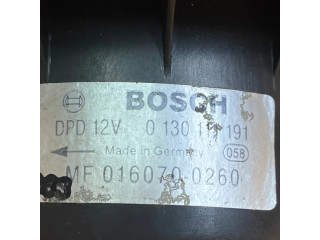 BOSCH
DPD 12V 0 130 111 191
Made in Germany 058
MF 016070-0260